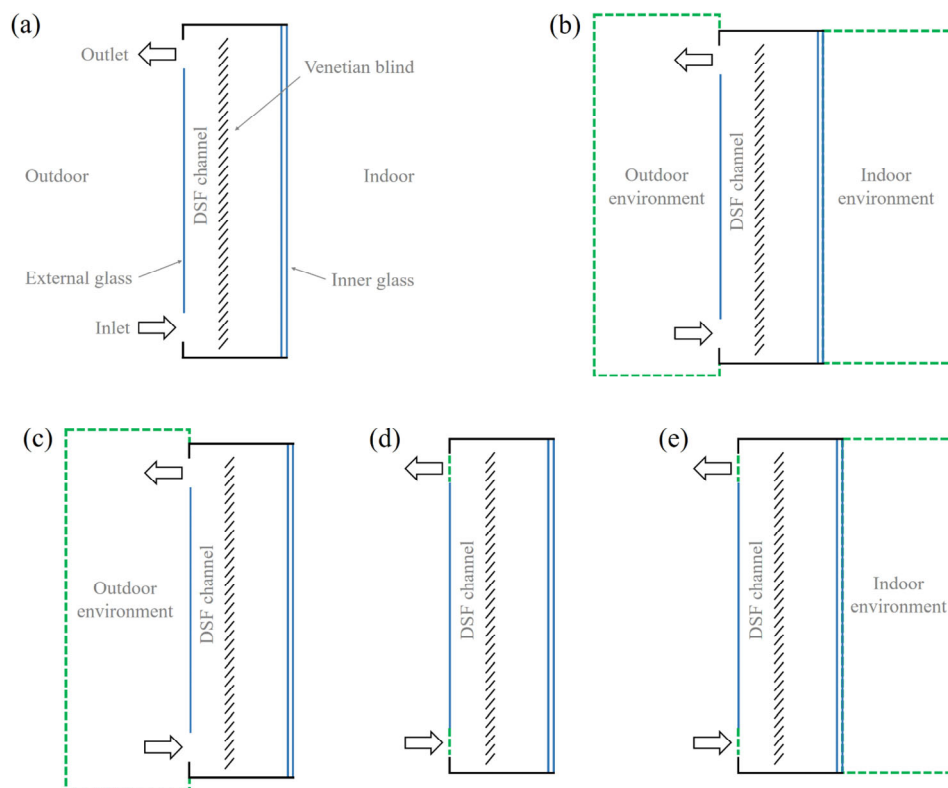 (a)
Outlet
Venetian blind
DSF channel
Outdoor
Indoor
External glass
Inner glass
Inlet
(b)
Outdoor
environment
DSF channel
Indoor
environment
(c)
Outdoor
environment
DSF channel
(d)
DSF channel
(e)
DSF channel
Indoor
environment